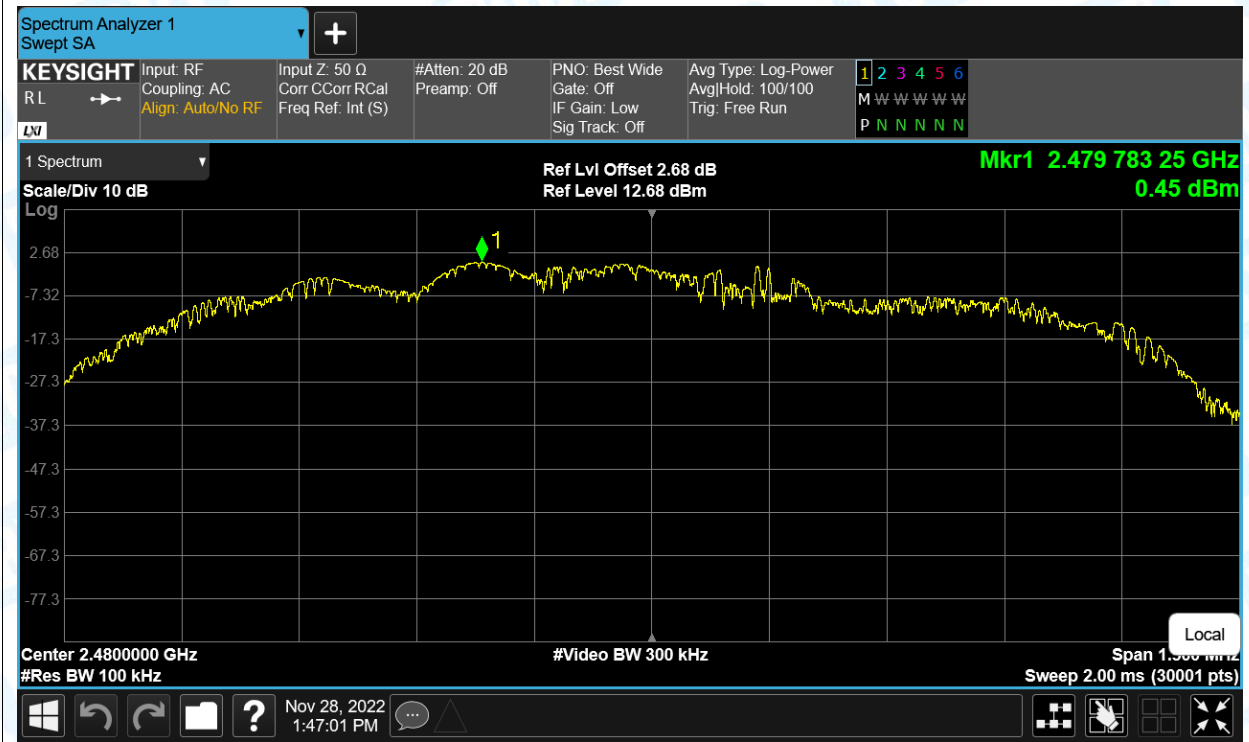 Spectrum Analyzer 1
Swept SA
KEYSIGHT
R L
LXI
Input: RF
Coupling: AC
Align: Auto/No RF
Input Z: 50 Ω
Corr CCorr RCal
Freq Ref: Int (S)
#Atten: 20 dB
Preamp: Off
PNO: Best Wide
Gate: Off
IF Gain: Low
Sig Track: Off
Avg Type: Log-Power
Avg|Hold: 100/100
Trig: Free Run
1 2 3 4 5 6
M W W W W W
P N N N N N
1 Spectrum
Scale/Div 10 dB
Log
Ref Lvl Offset 2.68 dB
Ref Level 12.68 dBm
Mkr1 2.479 783 25 GHz
0.45 dBm
1
2.68
-7.32
-17.3
-27.3
-37.3
-47.3
-57.3
-67.3
-77.3
Local
Center 2.4800000 GHz
#Video BW 300 kHz
Span
#Res BW 100 kHz
Sweep 2.00 ms (30001 pts)
?
Nov 28, 2022
1:47:01 PM